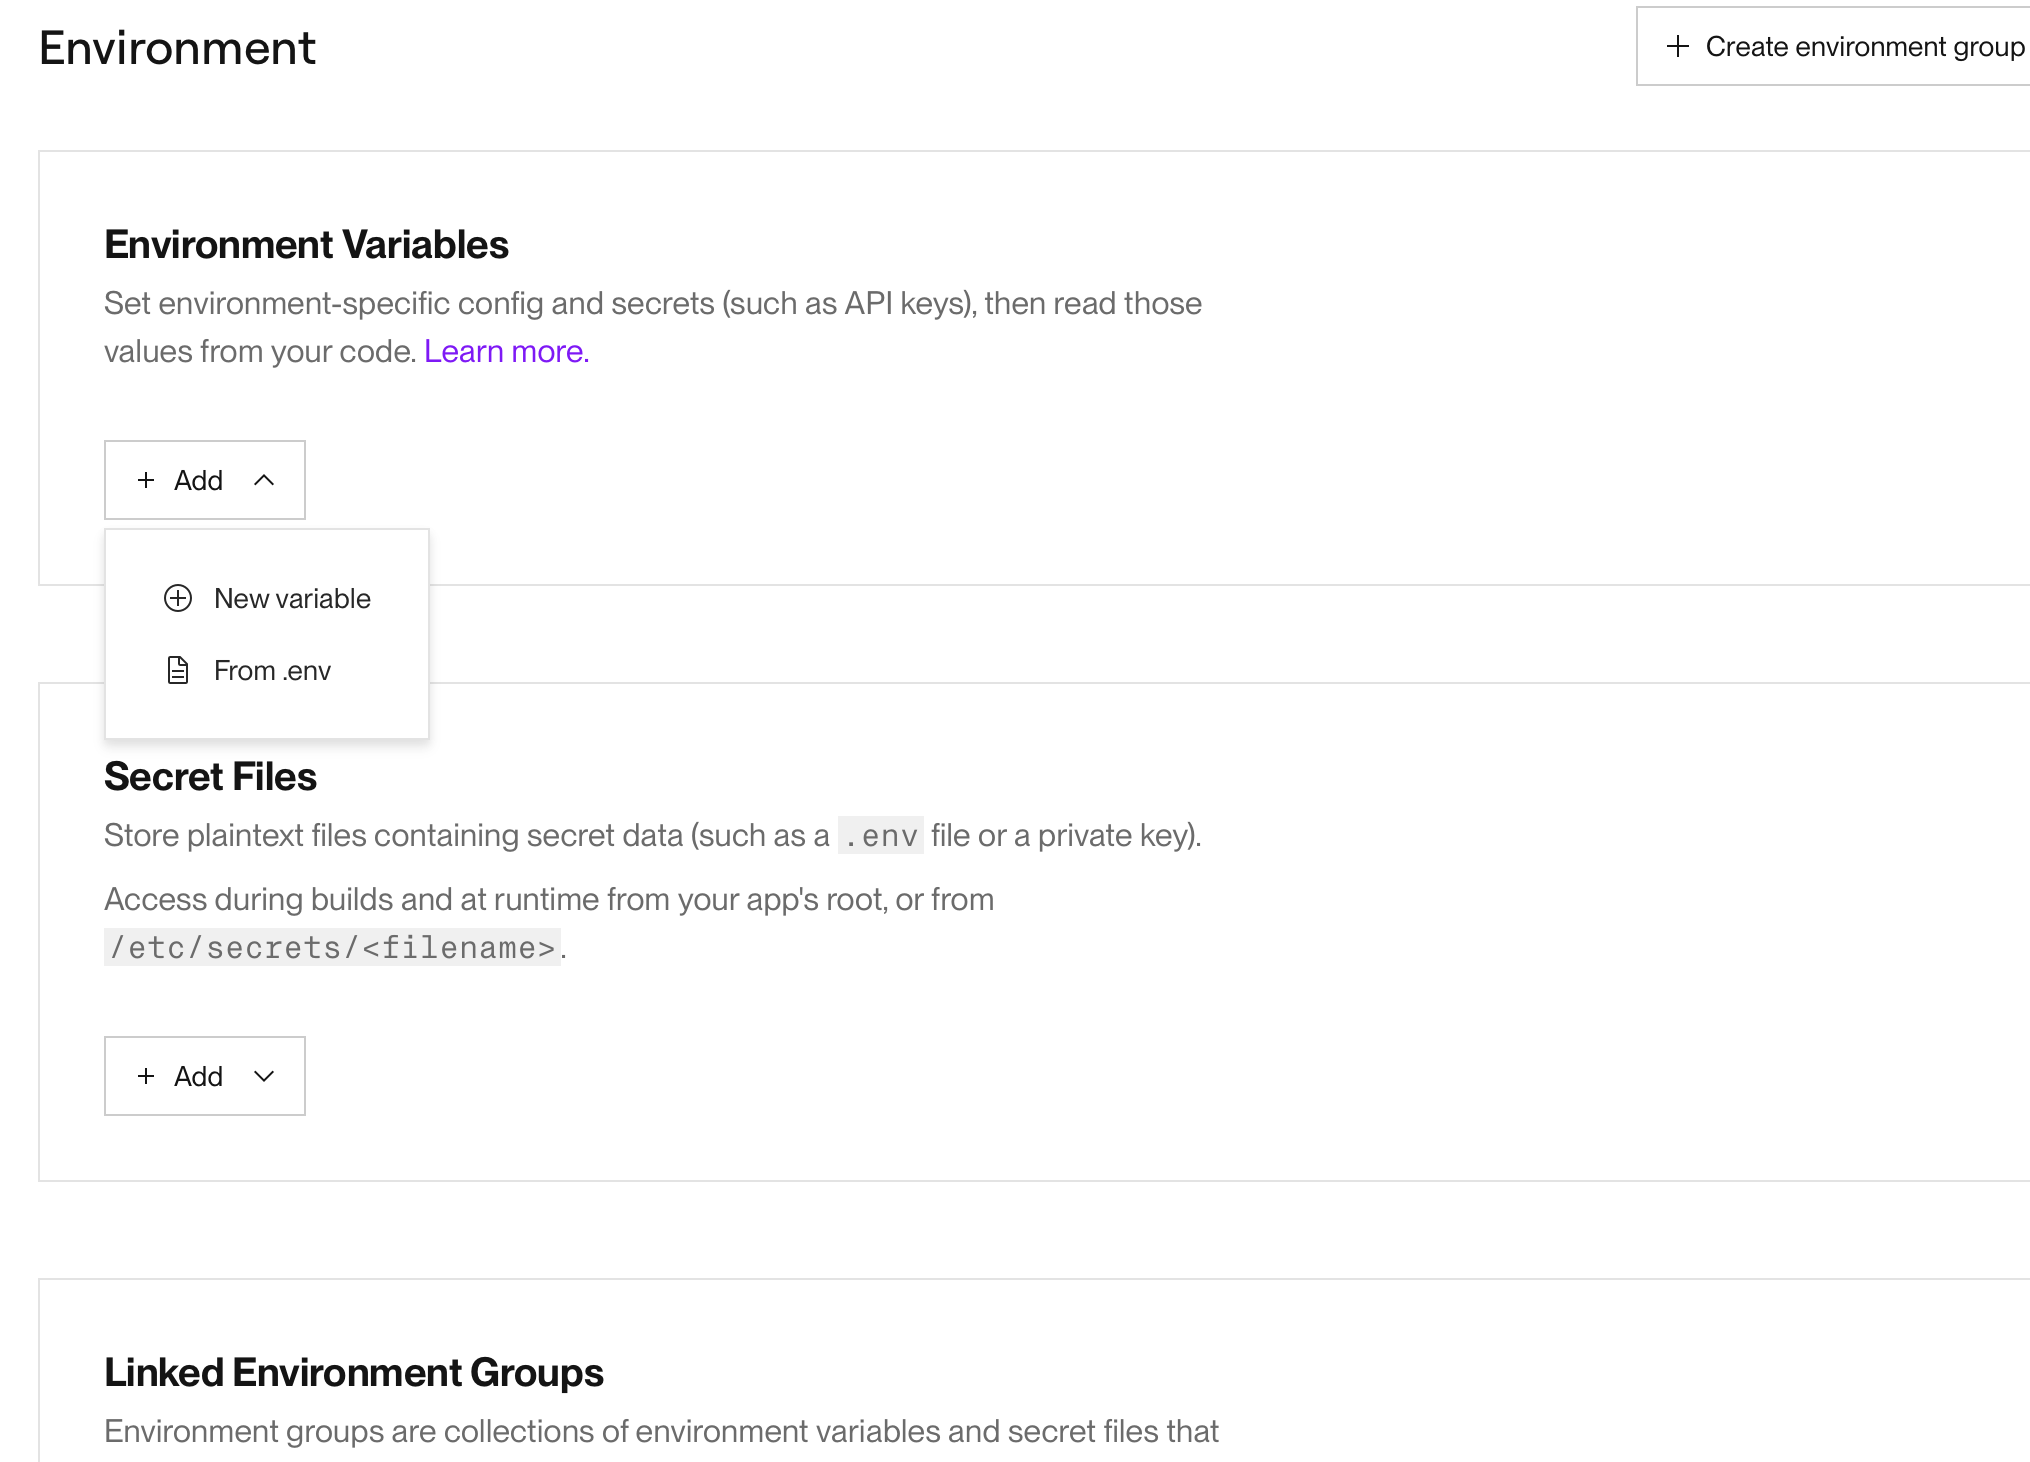 Environment
+ Create environment group
Environment Variables
Set environment-specific config and secrets (such as API keys), then read those
values from your code. Learn more.
+ Add
New variable
From .env
Secret Files
Store plaintext files containing secret data (such as a .env file or a private key).
Access during builds and at runtime from your app's root, or from
/etc/secrets/<filename>.
+ Add
Linked Environment Groups
Environment groups are collections of environment variables and secret files that